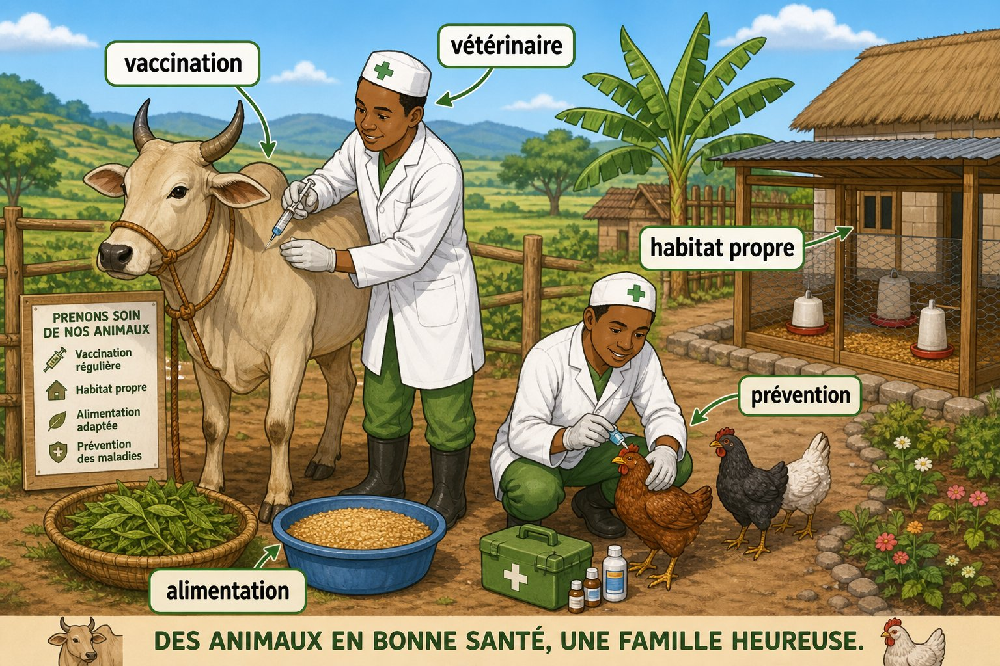 vaccination
vétérinaire
habitat propre
PRENONS SOIN
DE NOS ANIMAUX
Vaccination
régulière
Habitat propre
Alimentation
adaptée
Prévention
des maladies
prévention
alimentation
DES ANIMAUX EN BONNE SANTÉ, UNE FAMILLE HEUREUSE.